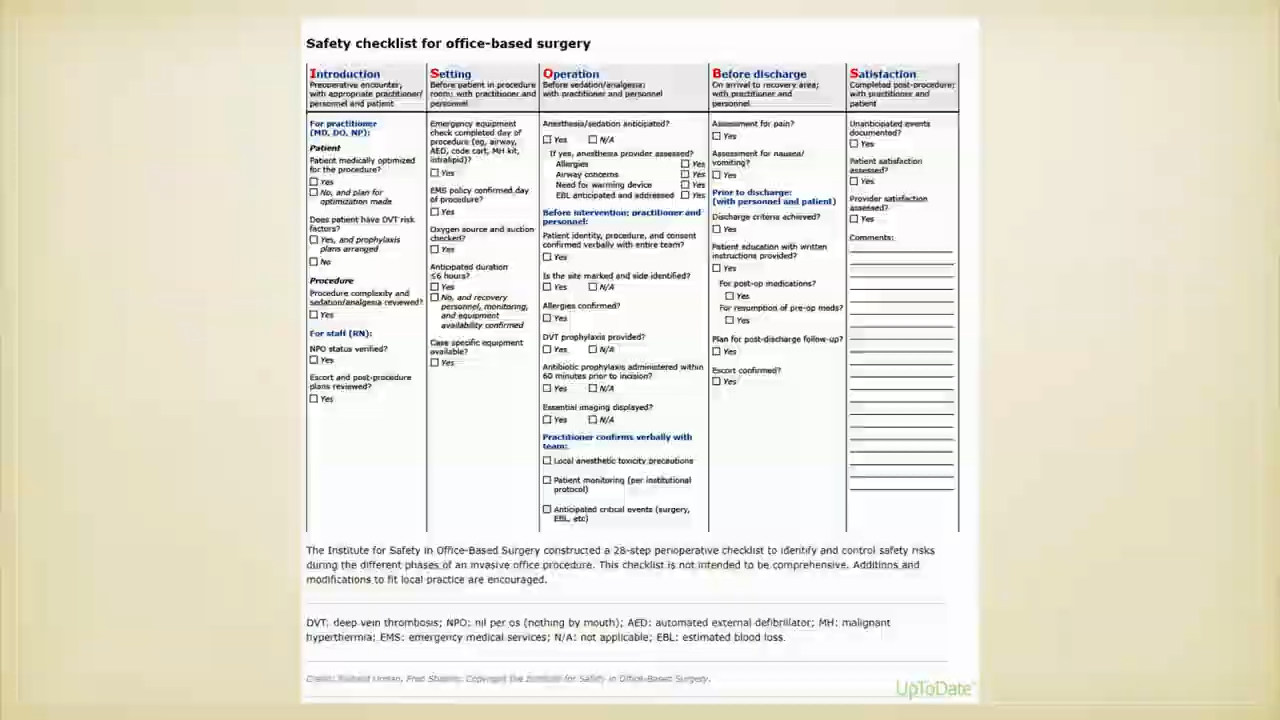 Safety checklist for office-based surgery
Introduction
Preoperative encounter;
with appropriate practitioner/
personnel and patient
For practitioner
(MD, DO, NP):
Patient
Patient medically optimized
for the procedure?
Yes
No, and plan for
optimization made
Does patient have DVT risk
factors?
Yes, and prophylaxis
plans arranged
No
Procedure
Procedure complexity and
sedation/analgesia reviewed?
Yes
For staff (RN):
NPO status verified?
Yes
Escort and post-procedure
plans reviewed?
Yes
Setting
Before patient in procedure
room; with practitioner and
personnel
Emergency equipment
check completed day of
procedure (eg, airway,
AED, code cart, MH kit,
intralipid)?
Yes
EMS policy confirmed day
of procedure?
Yes
Oxygen source and suction
checked?
Yes
Anticipated duration
≤6 hours?
Yes
No, and recovery
personnel, monitoring,
and equipment
availability confirmed
Case specific equipment
available?
Yes
Operation
Before sedation/analgesia;
with practitioner and personnel
Anesthesia/sedation anticipated?
Yes N/A
If yes, anesthesia provider assessed?
Allergies Yes
Airway concerns Yes
Need for warming device Yes
EBL anticipated and addressed Yes
Before intervention; practitioner and
personnel:
Patient identity, procedure, and consent
confirmed verbally with entire team?
Yes
Is the site marked and side identified?
Yes N/A
Allergies confirmed?
Yes
DVT prophylaxis provided?
Yes N/A
Antibiotic prophylaxis administered within
60 minutes prior to incision?
Yes N/A
Essential imaging displayed?
Yes N/A
Practitioner confirms verbally with
team:
Local anesthetic toxicity precautions
Patient monitoring (per institutional
protocol)
Anticipated critical events (surgery,
EBL, etc)
Before discharge
On arrival to recovery area;
with practitioner and
personnel
Assessment for pain?
Yes
Assessment for nausea/
vomiting?
Yes
Prior to discharge:
(with personnel and patient)
Discharge criteria achieved?
Yes
Patient education with written
instructions provided?
Yes
For post-op medications?
Yes
For resumption of pre-op meds?
Yes
Plan for post-discharge follow-up?
Yes
Escort confirmed?
Yes
Satisfaction
Completed post-procedure;
with practitioner and
patient
Unanticipated events
documented?
Yes
Patient satisfaction
assessed?
Yes
Provider satisfaction
assessed?
Yes
Comments:
The Institute for Safety in Office-Based Surgery constructed a 28-step perioperative checklist to identify and control safety risks
during the different phases of an invasive office procedure. This checklist is not intended to be comprehensive. Additions and
modifications to fit local practice are encouraged.
DVT: deep vein thrombosis; NPO: nil per os (nothing by mouth); AED: automated external defibrillator; MH: malignant
hyperthermia; EMS: emergency medical services; N/A: not applicable; EBL: estimated blood loss.
Credit: Richard Urman, Fred Shapiro. Copyright the Institute for Safety in Office-Based Surgery.
UpToDate